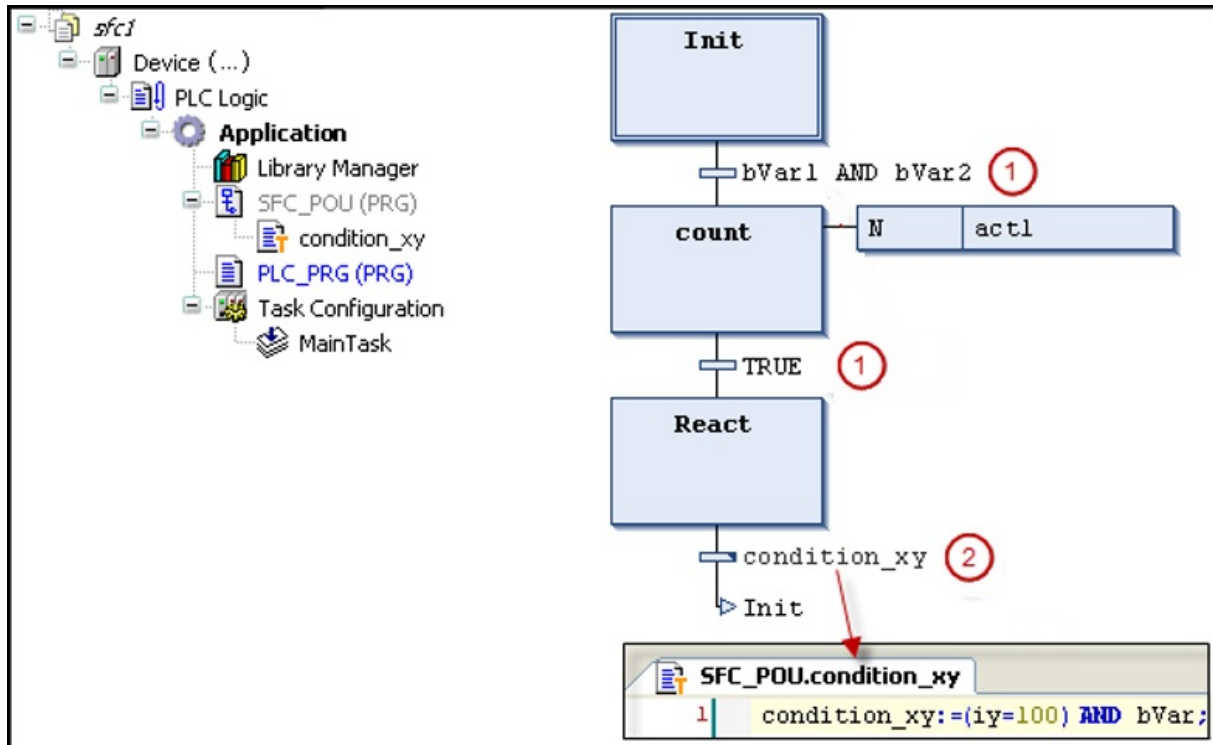 sfc1
Device (...)
PLC Logic
Application
Library Manager
SFC_POU (PRG)
condition_xy
PLC_PRG (PRG)
Task Configuration
MainTask
Init
bVar1 AND bVar2 1
count N act1
TRUE 1
React
condition_xy 2
Init
SFC_POU.condition_xy
1 condition_xy:=(iy=100) AND bVar;